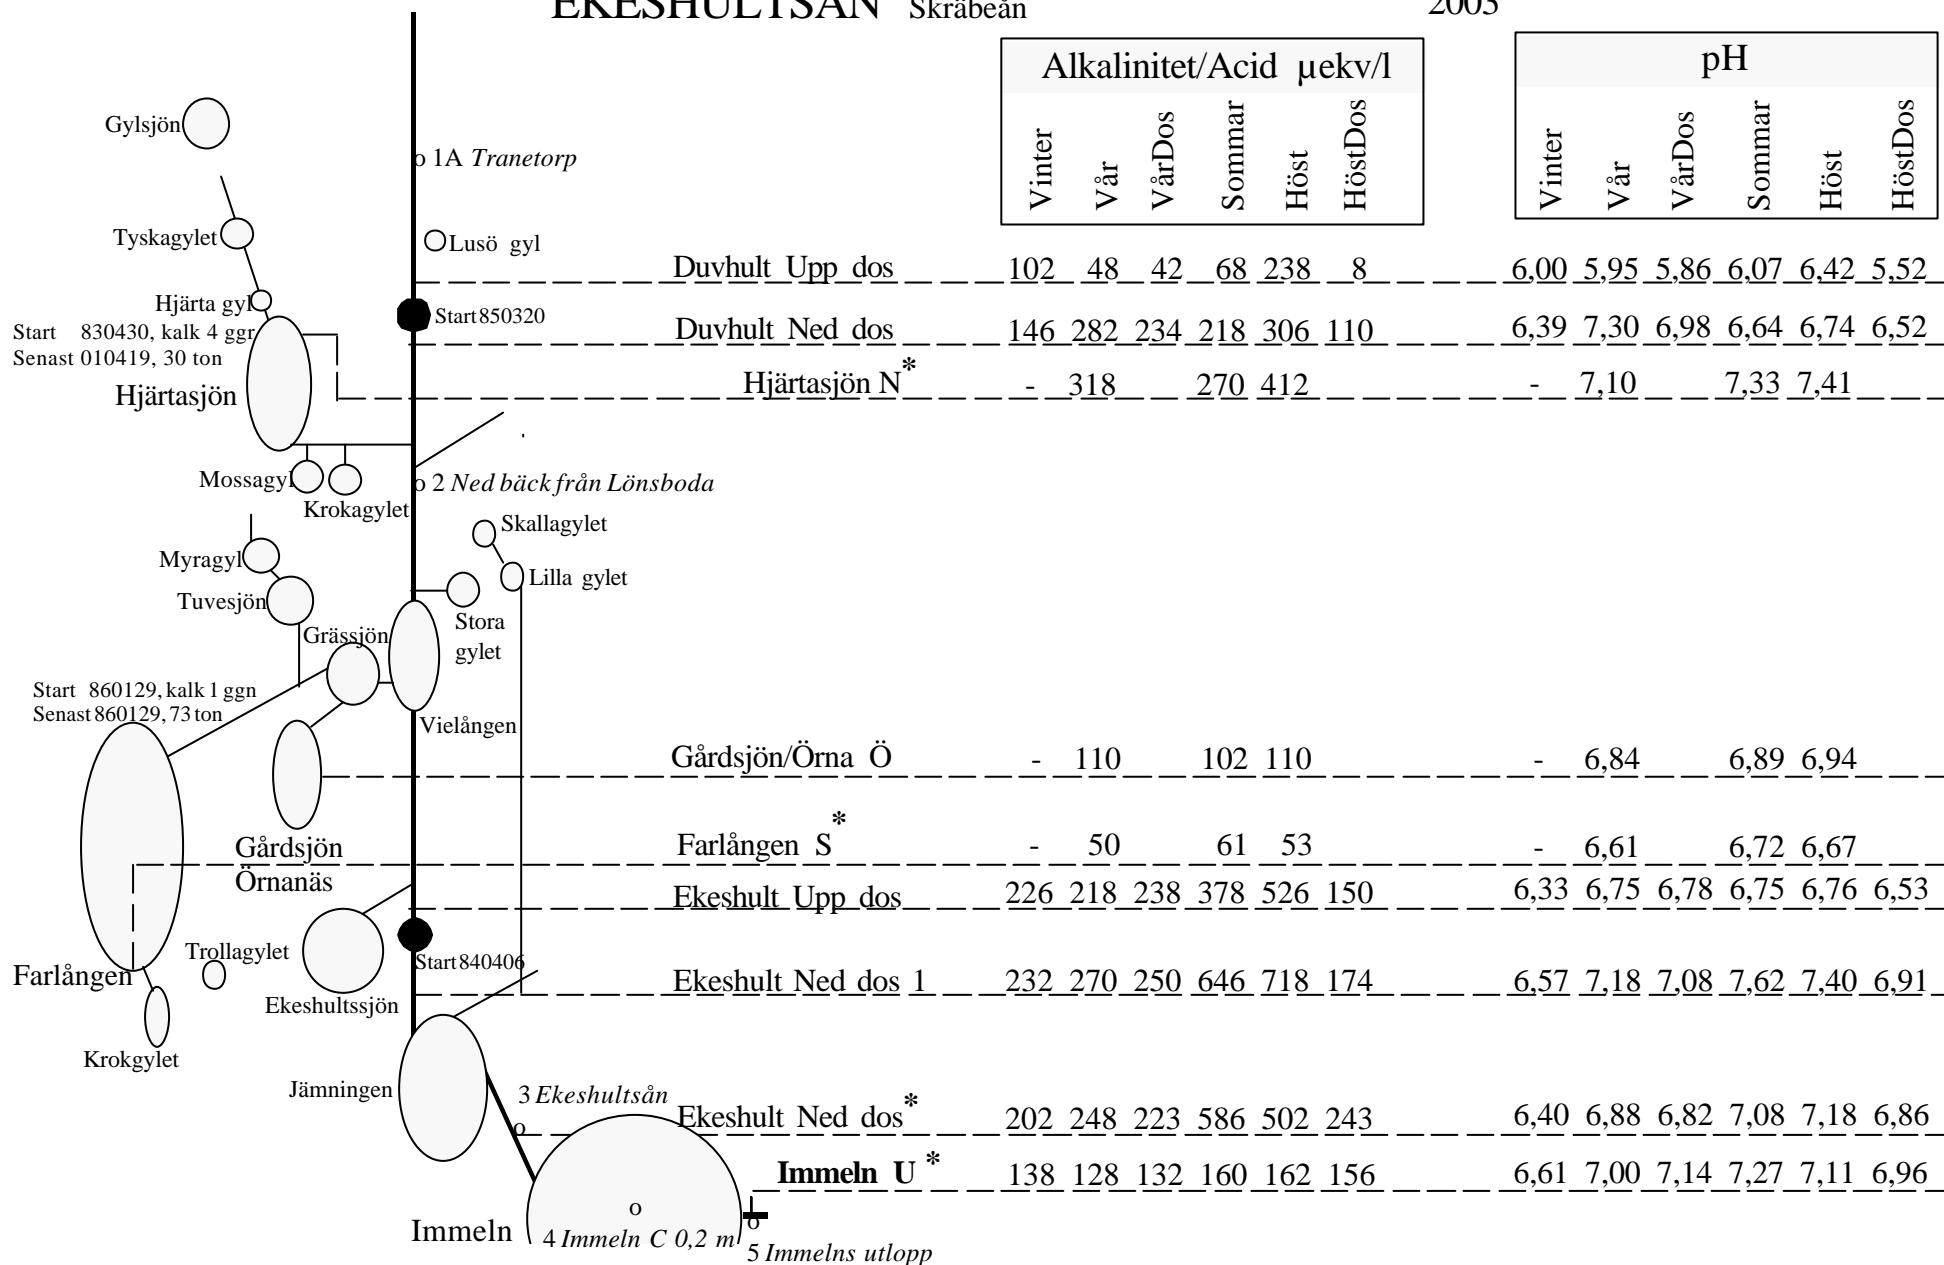 EKESHULTSÅN Skräbeån 2003
Alkalinitet/Acid µekv/l
Vinter Vår VårDos Sommar Höst HöstDos
pH
Vinter Vår VårDos Sommar Höst HöstDos
Gylsjön
o 1A Tranetorp
Tyskagylet
Lusö gyl
Duvhult Upp dos 102 48 42 68 238 8 6,00 5,95 5,86 6,07 6,42 5,52
Hjärta gyl
Start 850320
Start 830430, kalk 4 ggr
Senast 010419, 30 ton
Duvhult Ned dos 146 282 234 218 306 110 6,39 7,30 6,98 6,64 6,74 6,52
Hjärtasjön
Hjärtasjön N* - 318 270 412 - 7,10 7,33 7,41
Mossagyl
o 2 Ned bäck från Lönsboda
Krokagylet
Skallagylet
Myragyl
Lilla gylet
Tuvesjön
Stora
gylet
Grässjön
Start 860129, kalk 1 ggn
Senast 860129, 73 ton
Vielången
Gårdsjön/Örna Ö - 110 102 110 - 6,84 6,89 6,94
Gårdsjön
Örnanäs
Farlången S* - 50 61 53 - 6,61 6,72 6,67
Ekeshult Upp dos 226 218 238 378 526 150 6,33 6,75 6,78 6,75 6,76 6,53
Trollagylet
Start 840406
Farlången
Ekeshult Ned dos 1 232 270 250 646 718 174 6,57 7,18 7,08 7,62 7,40 6,91
Ekeshultssjön
Krokgylet
Jämningen
3 Ekeshultsån
o
Ekeshult Ned dos* 202 248 223 586 502 243 6,40 6,88 6,82 7,08 7,18 6,86
Immeln U* 138 128 132 160 162 156 6,61 7,00 7,14 7,27 7,11 6,96
Immeln
o
4 Immeln C 0,2 m
o
5 Immelns utlopp